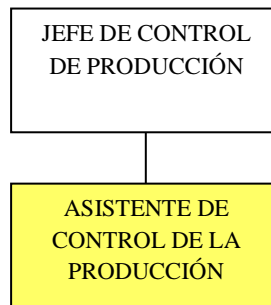 JEFE DE CONTROL
DE PRODUCCIÓN
ASISTENTE DE
CONTROL DE LA
PRODUCCIÓN